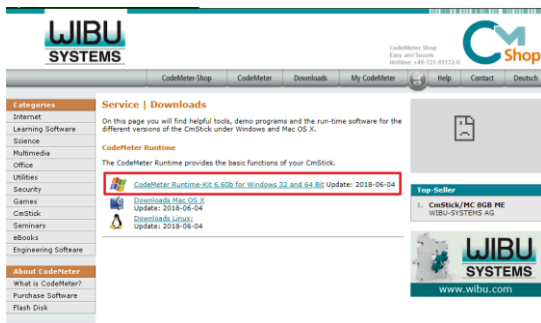 WIBU
SYSTEMS
CodeMeter Shop
Easy and Secure
Hotline: +49-721-93172-0
CM
Shop
CodeMeter-Shop
CodeMeter
Downloads
My CodeMeter
Help
Contact
Deutsch
Categories
Internet
Learning Software
Science
Multimedia
Office
Utilities
Security
Games
CmStick
Seminars
eBooks
Engineering Software
About CodeMeter
What is CodeMeter?
Purchase Software
Flash Disk
Service | Downloads
On this page you will find helpful tools, demo programs and the run-time software for the
different versions of the CmStick under Windows and Mac OS X.
CodeMeter Runtime
The CodeMeter Runtime provides the basic functions of your CmStick.
CodeMeter Runtime-Kit 6.60b for Windows 32 and 64 Bit Update: 2018-06-04
Downloads Mac OS X
Update: 2018-06-04
Downloads Linux:
Update: 2018-06-04
Top-Seller
1. CmStick/MC 8GB ME
WIBU-SYSTEMS AG
WIBU
SYSTEMS
www.wibu.com